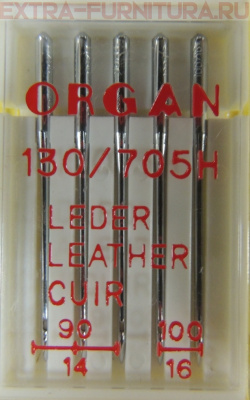 EXTRA-FURNITURA.RU
ORGAN
130/705H
LEDER
LEATHER
CUIR
90 100
14 16